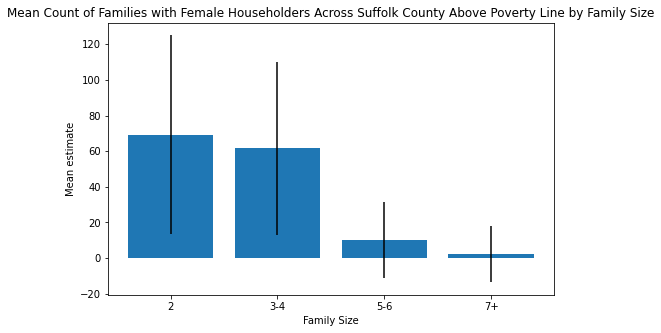 Mean Count of Families with Female Householders Across Suffolk County Above Poverty Line by Family Size
120
100
80
60
40
20
0
−20
Mean estimate
2 3-4 5-6 7+
Family Size